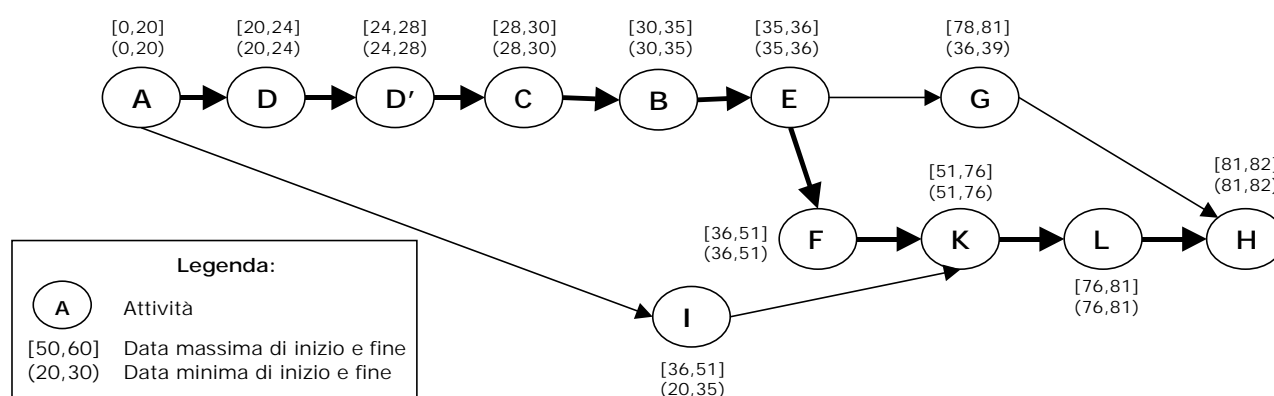 [0,20] [20,24] [24,28] [28,30] [30,35] [35,36] [78,81]
(0,20) (20,24) (24,28) (28,30) (30,35) (35,36) (36,39)
A D D' C B E G
[51,76] [81,82]
(51,76) (81,82)
[36,51] F K L H
(36,51)
[76,81]
(76,81)
I
[36,51]
(20,35)
Legenda:
A Attività
[50,60] Data massima di inizio e fine
(20,30) Data minima di inizio e fine